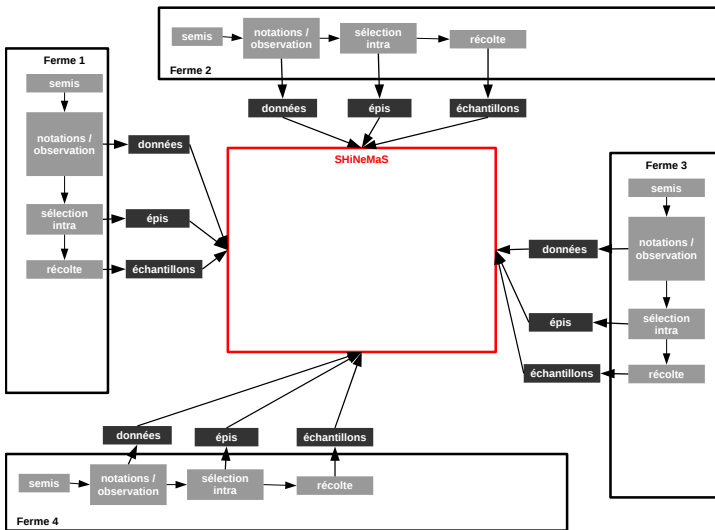 semis
notations /
observation
sélection
intra
récolte
Ferme 2
données
épis
échantillons
Ferme 1
semis
notations /
observation
sélection
intra
récolte
données
épis
échantillons
SHiNeMaS
Ferme 3
semis
notations /
observation
sélection
intra
récolte
données
épis
échantillons
données
épis
échantillons
semis
notations /
observation
sélection
intra
récolte
Ferme 4